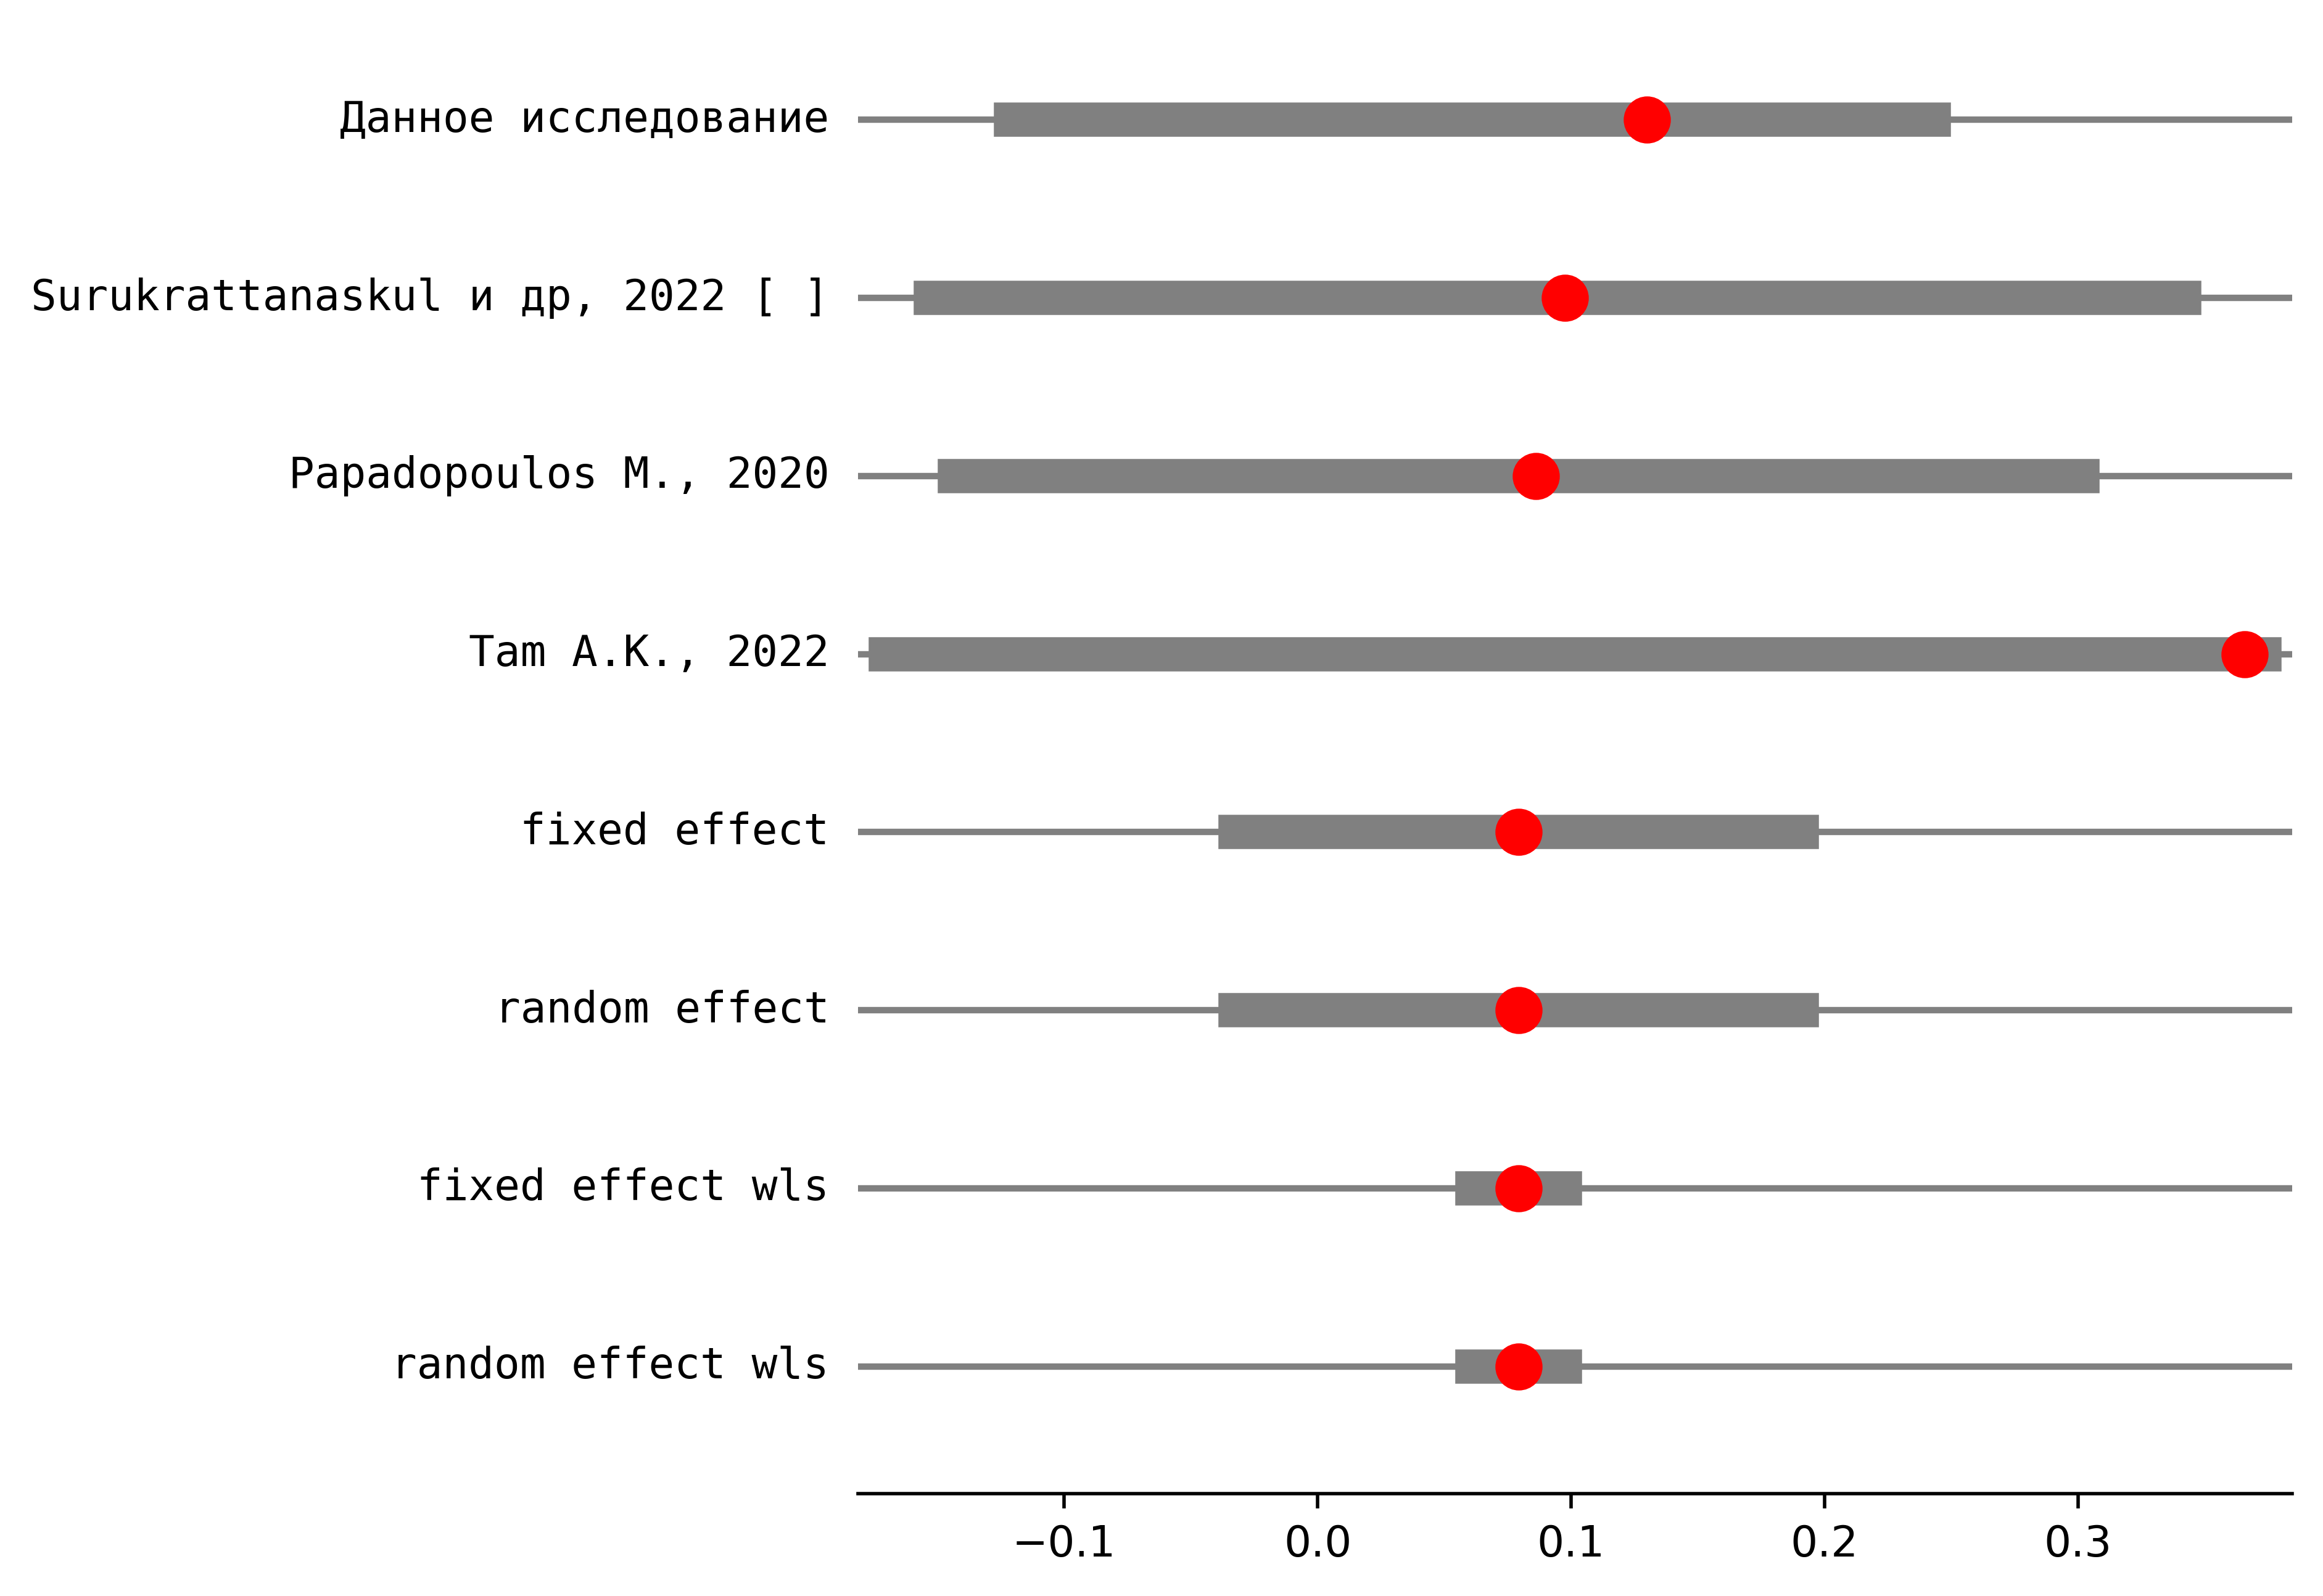 Данное исследование
Surukrattanaskul и др, 2022 [ ]
Papadopoulos M., 2020
Tam A.K., 2022
fixed effect
random effect
fixed effect wls
random effect wls
−0.1 0.0 0.1 0.2 0.3